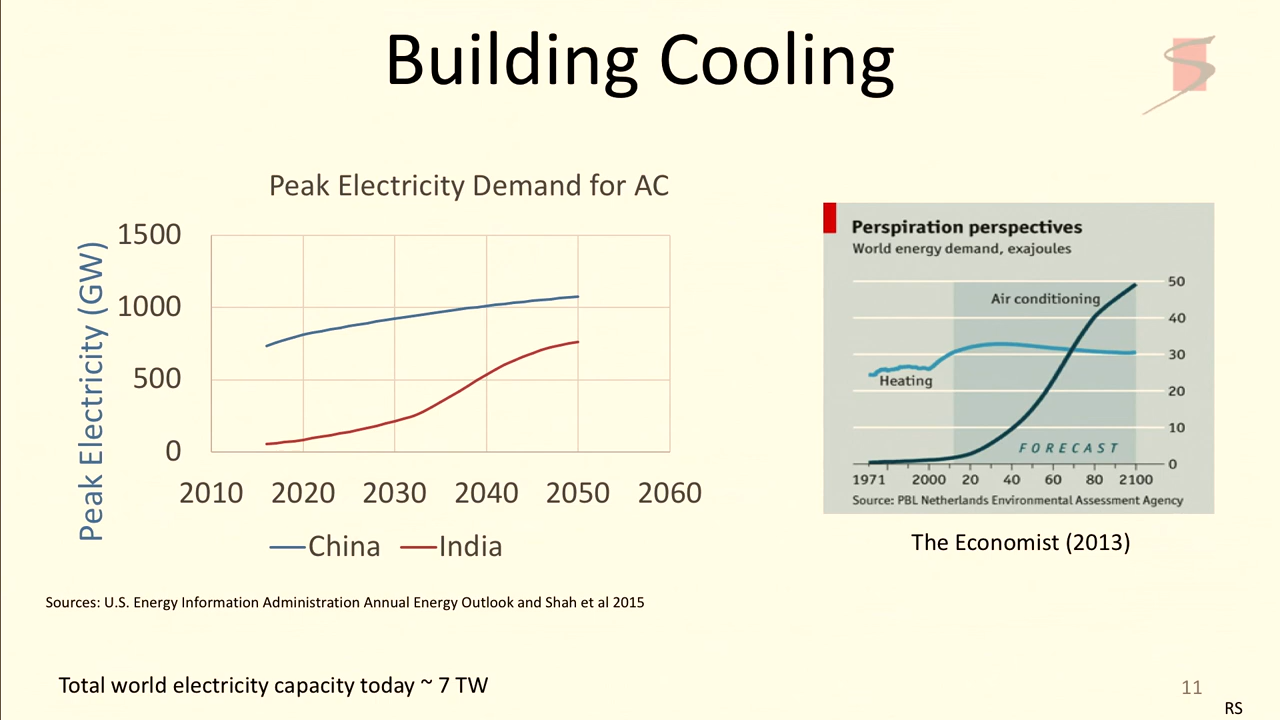 Building Cooling
Peak Electricity Demand for AC
Peak Electricity (GW)
1500
1000
500
0
2010 2020 2030 2040 2050 2060
China India
Sources: U.S. Energy Information Administration Annual Energy Outlook and Shah et al 2015
Perspiration perspectives
World energy demand, exajoules
50
Air conditioning
40
30
Heating
20
10
FORECAST
0
1971 2000 20 40 60 80 2100
Source: PBL Netherlands Environmental Assessment Agency
The Economist (2013)
Total world electricity capacity today ~ 7 TW
11
RS